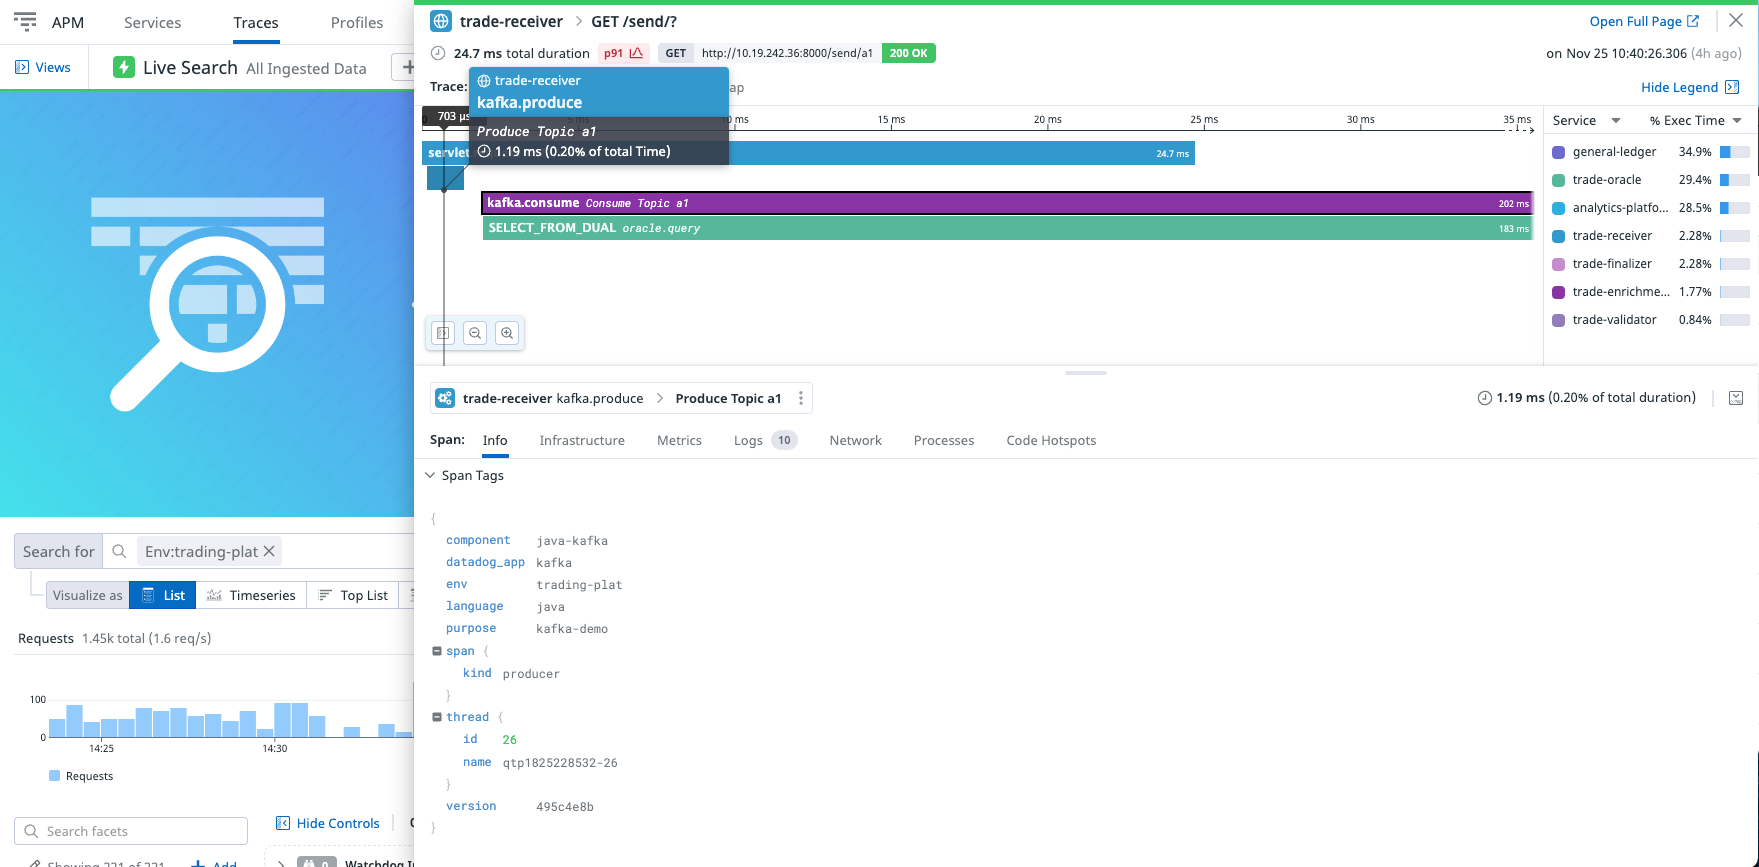 APM
Services
Traces
Profiles
Views
Live Search
All Ingested Data
trade-receiver > GET /send/?
Open Full Page
24.7 ms total duration
p91
GET
http://10.19.242.36:8000/send/a1
200 OK
on Nov 25 10:40:26.306 (4h ago)
Trace:
ap
Hide Legend
trade-receiver
kafka.produce
Produce Topic a1
1.19 ms (0.20% of total Time)
703 µs
0 ms
15 ms
20 ms
25 ms
30 ms
35 ms
servlet
24.7 ms
kafka.consume Consume Topic a1
202 ms
SELECT_FROM_DUAL oracle.query
183 ms
Service
% Exec Time
general-ledger 34.9%
trade-oracle 29.4%
analytics-platfo... 28.5%
trade-receiver 2.28%
trade-finalizer 2.28%
trade-enrichme... 1.77%
trade-validator 0.84%
trade-receiver kafka.produce > Produce Topic a1
1.19 ms (0.20% of total duration)
Span:
Info
Infrastructure
Metrics
Logs 10
Network
Processes
Code Hotspots
Span Tags
{
component java-kafka
datadog_app kafka
env trading-plat
language java
purpose kafka-demo
span {
kind producer
}
thread {
id 26
name qtp1825228532-26
}
version 495c4e8b
}
Search for
Env:trading-plat
Visualize as
List
Timeseries
Top List
Requests 1.45k total (1.6 req/s)
100
0
14:25
14:30
Requests
Search facets
Hide Controls
Showing 221 of 221
Add
0
Watchdog